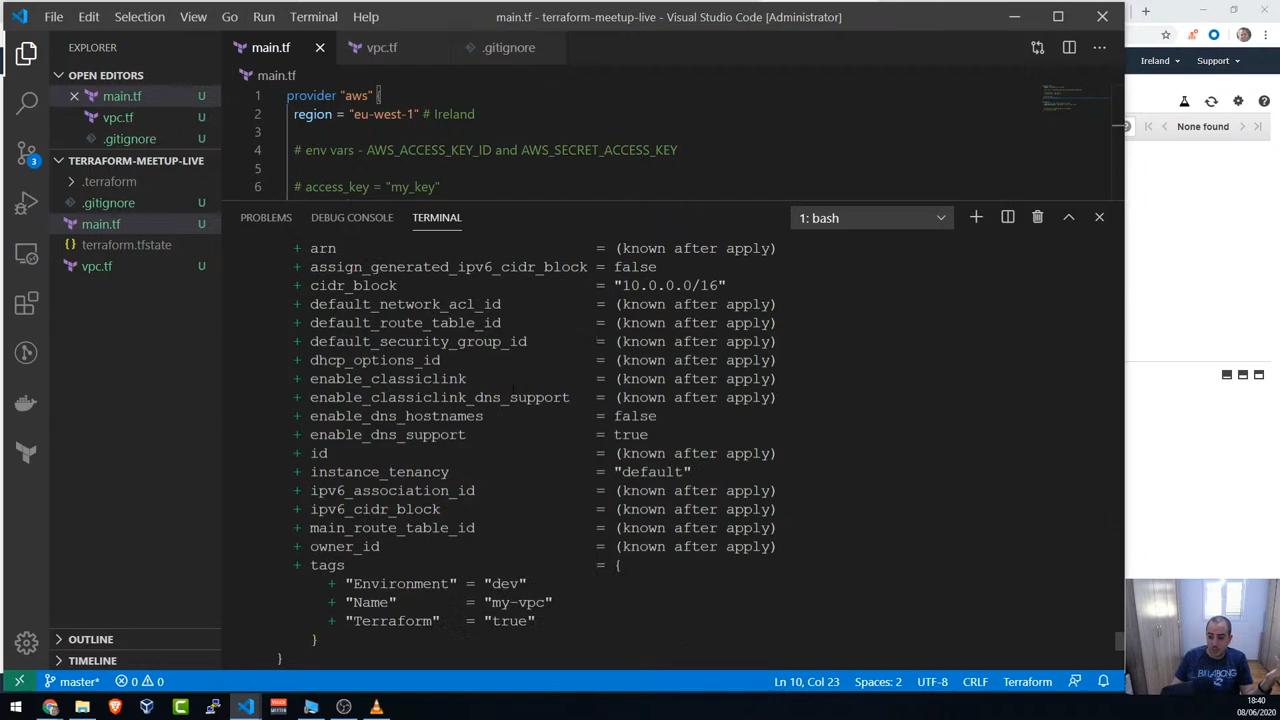 File Edit Selection View Go Run Terminal Help
main.tf - terraform-meetup-live - Visual Studio Code [Administrator]
EXPLORER
OPEN EDITORS
main.tf U
vpc.tf U
.gitignore U
TERRAFORM-MEETUP-LIVE
.terraform
.gitignore U
main.tf U
terraform.tfstate
vpc.tf U
OUTLINE
TIMELINE
3
main.tf
vpc.tf
.gitignore
main.tf
1 provider "aws" {
2 region = "eu-west-1" # Ireland
3
4 # env vars - AWS_ACCESS_KEY_ID and AWS_SECRET_ACCESS_KEY
5
6 # access_key = "my_key"
PROBLEMS DEBUG CONSOLE TERMINAL
1: bash
+ arn = (known after apply)
+ assign_generated_ipv6_cidr_block = false
+ cidr_block = "10.0.0.0/16"
+ default_network_acl_id = (known after apply)
+ default_route_table_id = (known after apply)
+ default_security_group_id = (known after apply)
+ dhcp_options_id = (known after apply)
+ enable_classiclink = (known after apply)
+ enable_classiclink_dns_support = (known after apply)
+ enable_dns_hostnames = false
+ enable_dns_support = true
+ id = (known after apply)
+ instance_tenancy = "default"
+ ipv6_association_id = (known after apply)
+ ipv6_cidr_block = (known after apply)
+ main_route_table_id = (known after apply)
+ owner_id = (known after apply)
+ tags = {
+ "Environment" = "dev"
+ "Name" = "my-vpc"
+ "Terraform" = "true"
}
}
Ireland Support
None found
master* 0 0
Ln 10, Col 23 Spaces: 2 UTF-8 CRLF Terraform
BILLABONG
18:40
08/06/2020